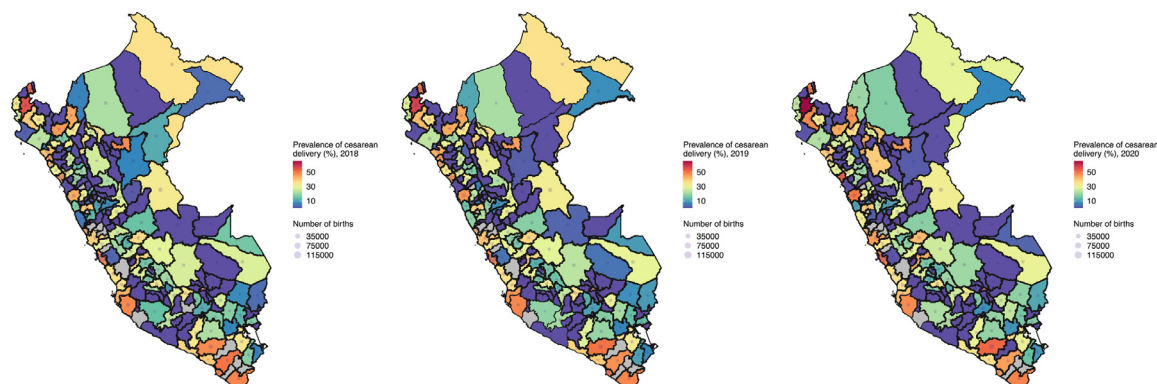 Prevalence of cesarean
delivery (%), 2018
50
30
10
Number of births
35000
75000
115000
Prevalence of cesarean
delivery (%), 2019
50
30
10
Number of births
35000
75000
115000
Prevalence of cesarean
delivery (%), 2020
50
30
10
Number of births
35000
75000
115000